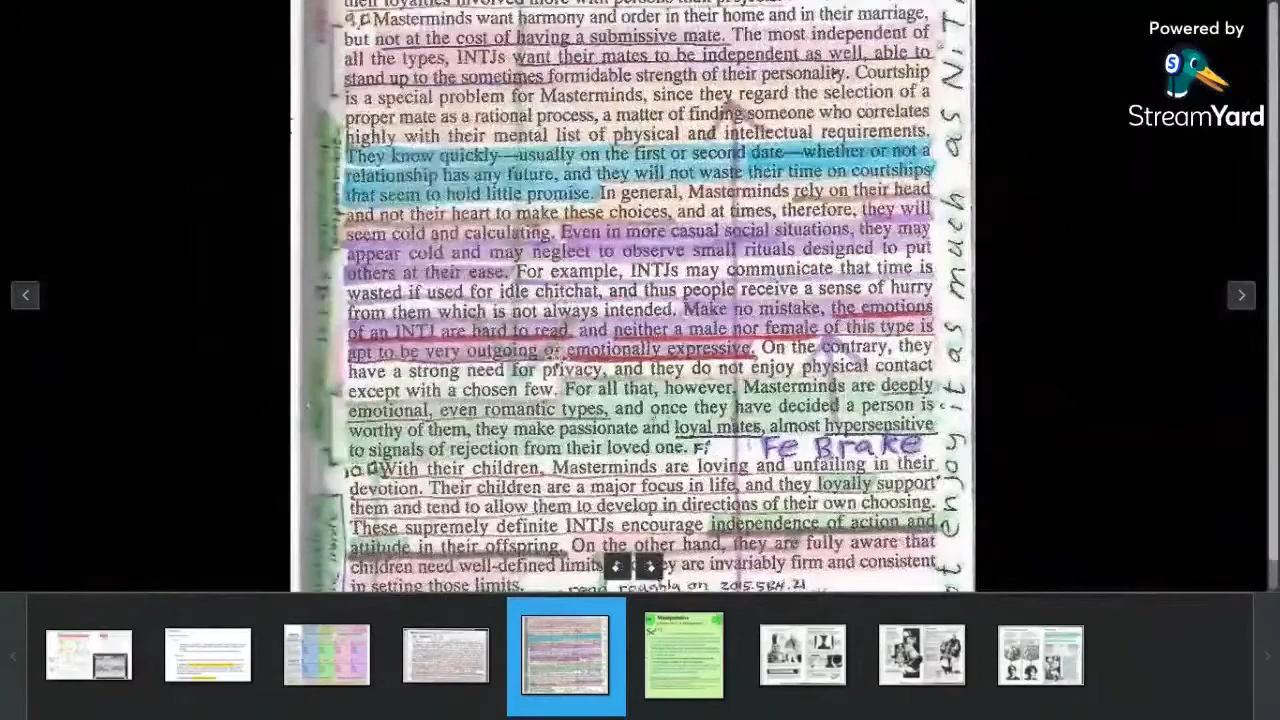 their loyalties involved more with persons than
9. Masterminds want harmony and order in their home and in their marriage,
but not at the cost of having a submissive mate. The most independent of
all the types, INTJs want their mates to be independent as well, able to
stand up to the sometimes formidable strength of their personality. Courtship
is a special problem for Masterminds, since they regard the selection of a
proper mate as a rational process, a matter of finding someone who correlates
highly with their mental list of physical and intellectual requirements.
They know quickly—usually on the first or second date—whether or not a
relationship has any future, and they will not waste their time on courtships
that seem to hold little promise. In general, Masterminds rely on their head
and not their heart to make these choices, and at times, therefore, they will
seem cold and calculating. Even in more casual social situations, they may
appear cold and may neglect to observe small rituals designed to put
others at their ease. For example, INTJs may communicate that time is
wasted if used for idle chitchat, and thus people receive a sense of hurry
from them which is not always intended. Make no mistake, the emotions
of an INTJ are hard to read, and neither a male nor female of this type is
apt to be very outgoing or emotionally expressive. On the contrary, they
have a strong need for privacy, and they do not enjoy physical contact
except with a chosen few. For all that, however, Masterminds are deeply
emotional, even romantic types, and once they have decided a person is
worthy of them, they make passionate and loyal mates, almost hypersensitive
to signals of rejection from their loved one. Fi
Fe Brake
10. With their children, Masterminds are loving and unfailing in their
devotion. Their children are a major focus in life, and they loyally support
them and tend to allow them to develop in directions of their own choosing.
These supremely definite INTJs encourage independence of action and
attitude in their offspring. On the other hand, they are fully aware that
children need well-defined limits, are invariably firm and consistent
in setting those limits.
enjoy it as much as
Powered by
StreamYard